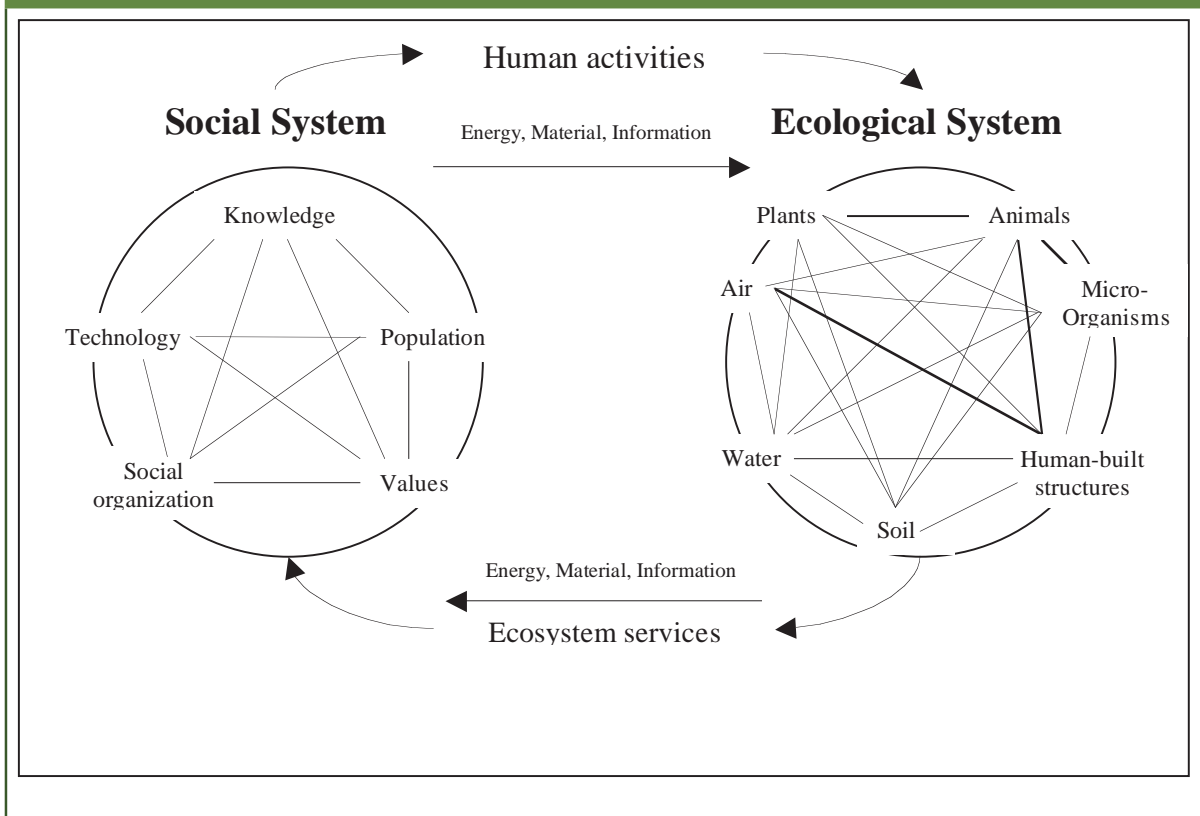 Human activities
Social System
Energy, Material, Information
Ecological System
Knowledge
Technology
Population
Social
organization
Values
Plants
Animals
Air
Micro-
Organisms
Water
Human-built
structures
Soil
Energy, Material, Information
Ecosystem services